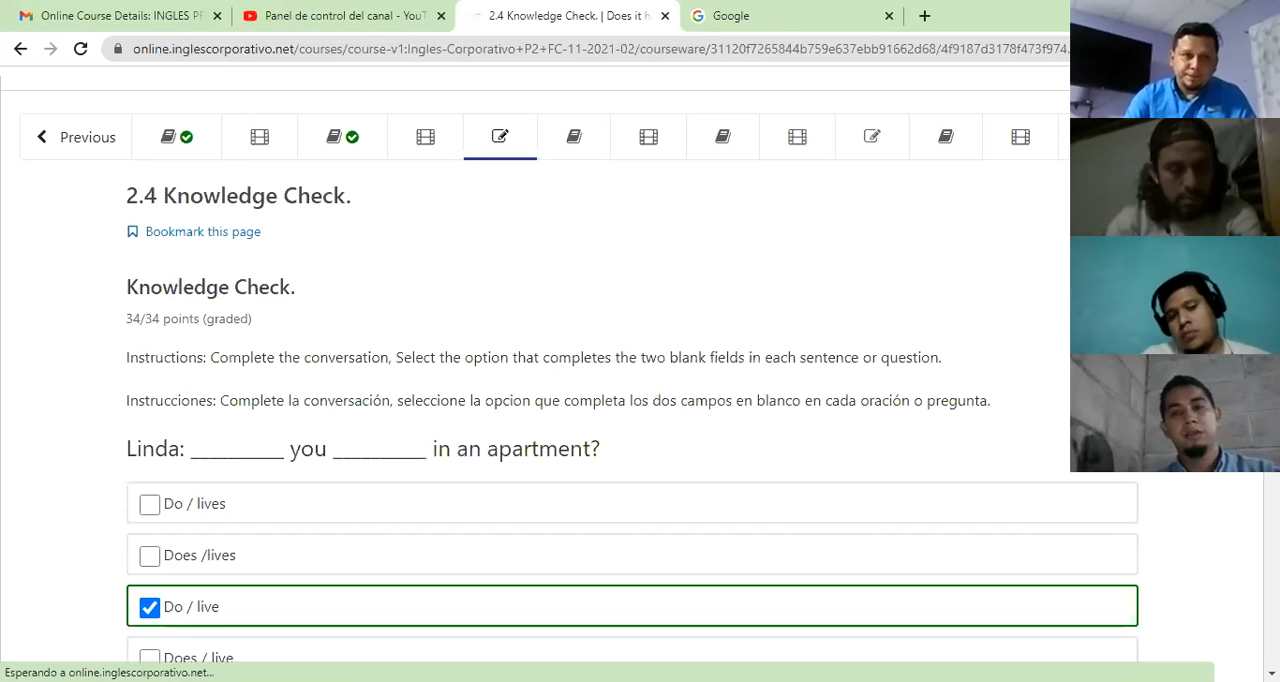 Online Course Details: INGLES PF
Panel de control del canal - YouT
2.4 Knowledge Check. | Does it h
Google
online.inglescorporativo.net/courses/course-v1:Ingles-Corporativo+P2+FC-11-2021-02/courseware/31120f7265844b759e637ebb91662d68/4f9187d3178f473f974
Previous
2.4 Knowledge Check.
Bookmark this page
Knowledge Check.
34/34 points (graded)
Instructions: Complete the conversation, Select the option that completes the two blank fields in each sentence or question.
Instrucciones: Complete la conversación, seleccione la opcion que completa los dos campos en blanco en cada oración o pregunta.
Linda: _________ you _________ in an apartment?
Do / lives
Does /lives
Do / live
Does / live
Esperando a online.inglescorporativo.net...